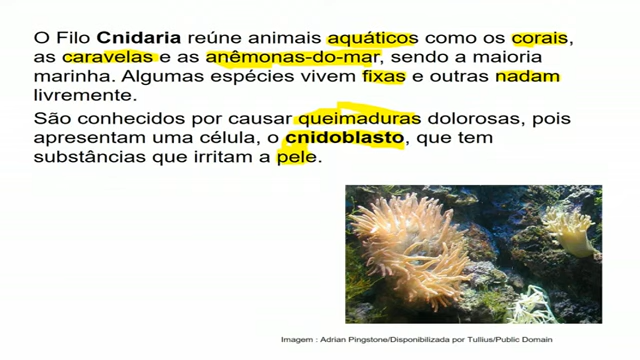 O Filo Cnidaria reúne animais aquáticos como os corais,
as caravelas e as anêmonas-do-mar, sendo a maioria
marinha. Algumas espécies vivem fixas e outras nadam
livremente.
São conhecidos por causar queimaduras dolorosas, pois
apresentam uma célula, o cnidoblasto, que tem
substâncias que irritam a pele.
Imagem : Adrian Pingstone/Disponibilizada por Tullius/Public Domain